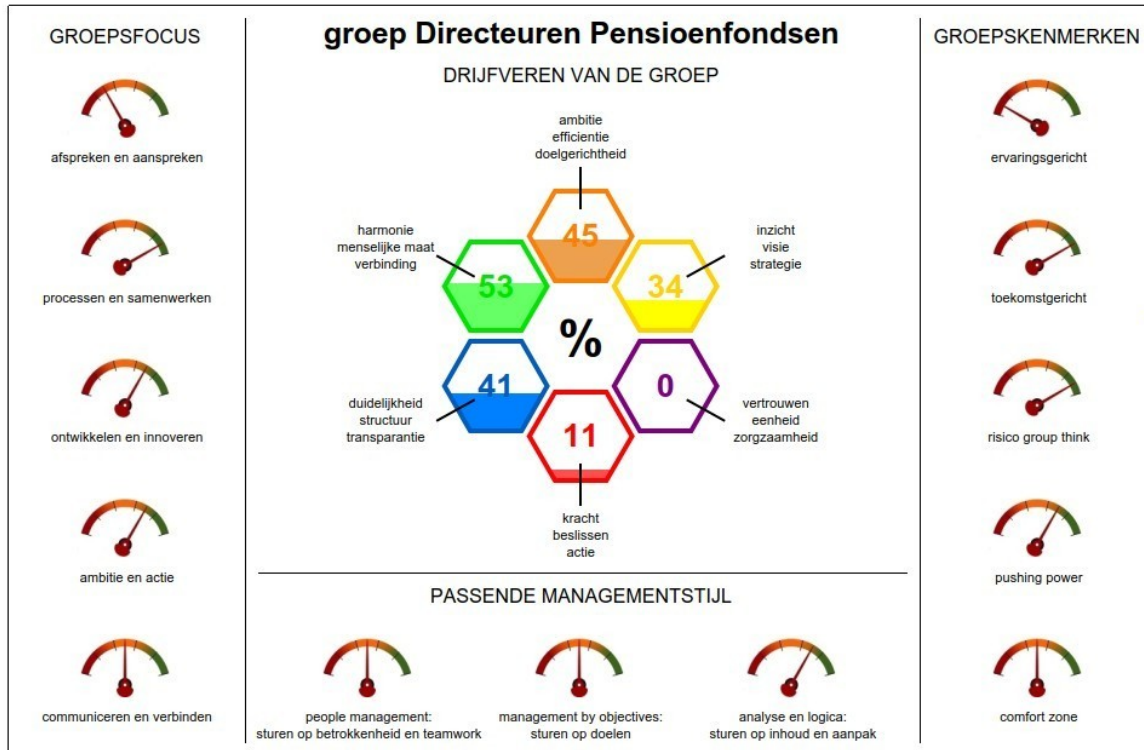 GROEPSFOCUS
afspreken en aanspreken
processen en samenwerken
ontwikkelen en innoveren
ambitie en actie
communiceren en verbinden
groep Directeuren Pensioenfondsen
DRIJFVEREN VAN DE GROEP
ambitie
efficientie
doelgerichtheid
45
harmonie
menselijke maat
verbinding
53
inzicht
visie
strategie
34
%
duidelijkheid
structuur
transparantie
41
vertrouwen
eenheid
zorgzaamheid
0
11
kracht
beslissen
actie
PASSENDE MANAGEMENTSTIJL
people management:
sturen op betrokkenheid en teamwork
management by objectives:
sturen op doelen
analyse en logica:
sturen op inhoud en aanpak
GROEPSKENMERKEN
ervaringsgericht
toekomstgericht
risico group think
pushing power
comfort zone